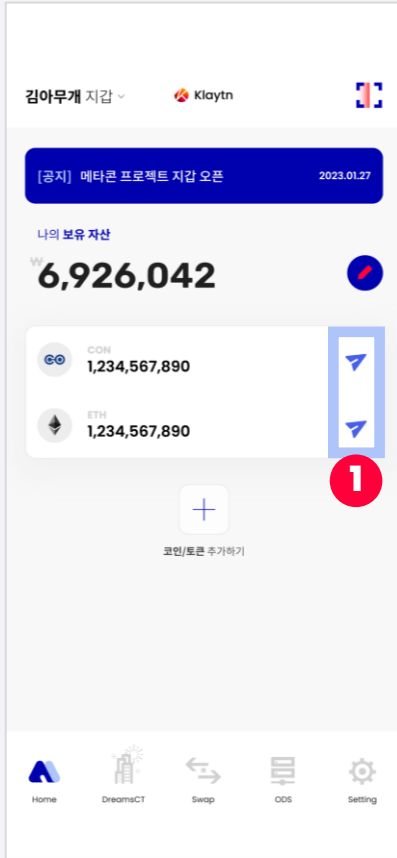 김아무개 지갑
Klaytn
[공지] 메타콘 프로젝트 지갑 오픈 2023.01.27
나의 보유 자산
₩6,926,042
CON
1,234,567,890
ETH
1,234,567,890
1
코인/토큰 추가하기
Home DreamsCT Swap ODS Setting